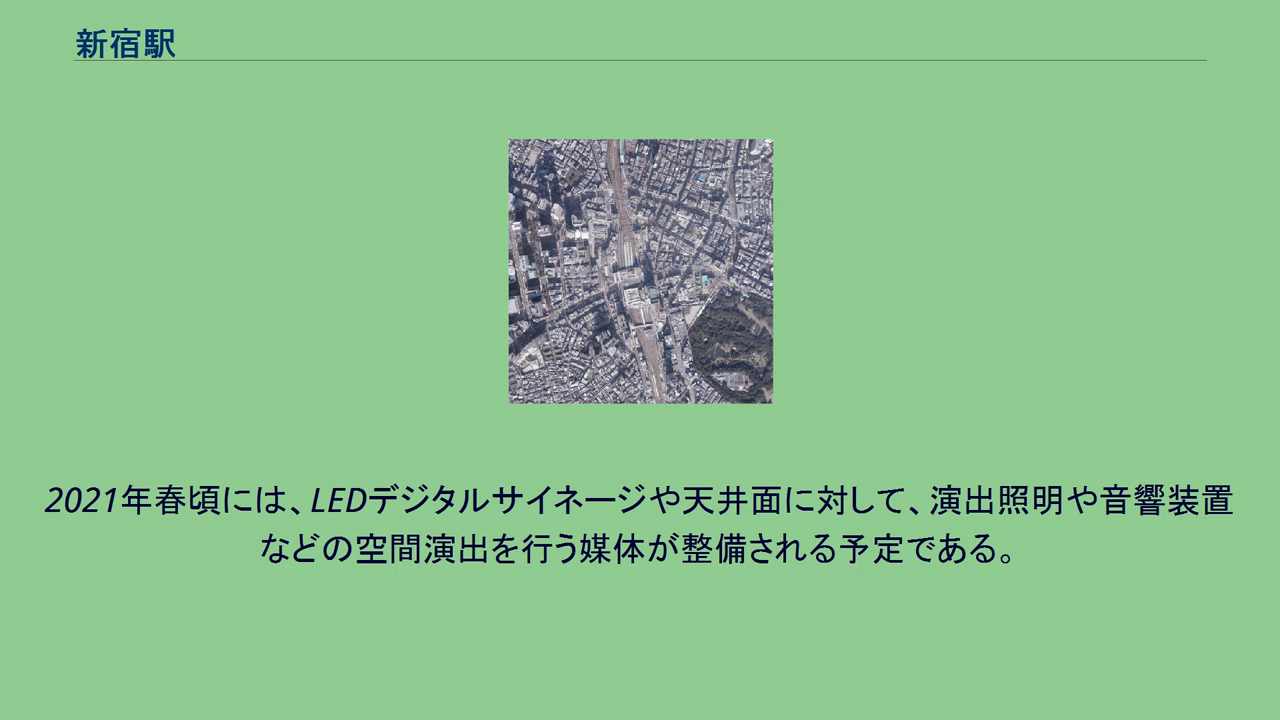 新宿駅
2021年春頃には、LEDデジタルサイネージや天井面に対して、演出照明や音響装置
などの空間演出を行う媒体が整備される予定である。